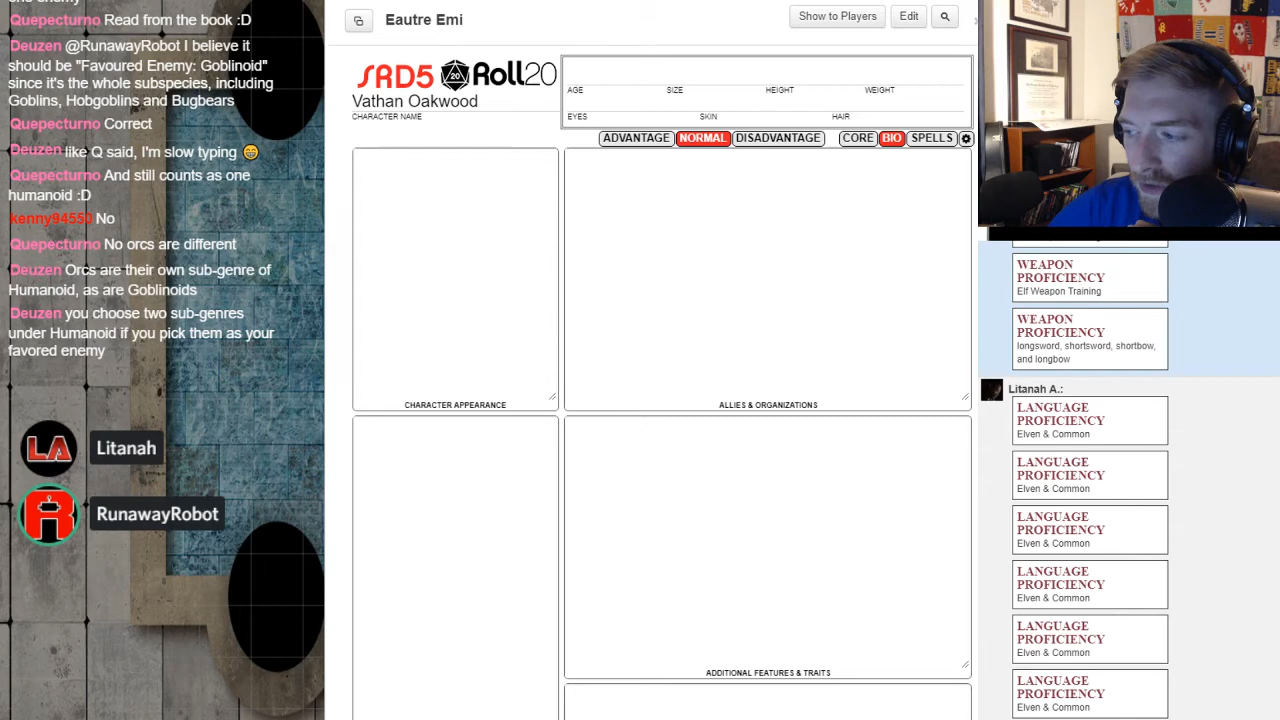 Quepecturno Read from the book :D
Deuzen @RunawayRobot I believe it
should be "Favoured Enemy: Goblinoid"
since it's the whole subspecies, including
Goblins, Hobgoblins and Bugbears
Quepecturno Correct
Deuzen like Q said, I'm slow typing 😁
Quepecturno And still counts as one
humanoid :D
kenny94550 No
Quepecturno No orcs are different
Deuzen Orcs are their own sub-genre of
Humanoid, as are Goblinoids
Deuzen you choose two sub-genres
under Humanoid if you pick them as your
favored enemy
LA Litanah
R RunawayRobot
Eautre Emi
Show to Players
Edit
SRD5 20 Roll20
Vathan Oakwood
CHARACTER NAME
AGE SIZE HEIGHT WEIGHT
EYES SKIN HAIR
ADVANTAGE NORMAL DISADVANTAGE CORE BIO SPELLS
CHARACTER APPEARANCE
ALLIES & ORGANIZATIONS
ADDITIONAL FEATURES & TRAITS
WEAPON
PROFICIENCY
Elf Weapon Training
WEAPON
PROFICIENCY
longsword, shortsword, shortbow,
and longbow
Litanah A.:
LANGUAGE
PROFICIENCY
Elven & Common
LANGUAGE
PROFICIENCY
Elven & Common
LANGUAGE
PROFICIENCY
Elven & Common
LANGUAGE
PROFICIENCY
Elven & Common
LANGUAGE
PROFICIENCY
Elven & Common
LANGUAGE
PROFICIENCY
Elven & Common